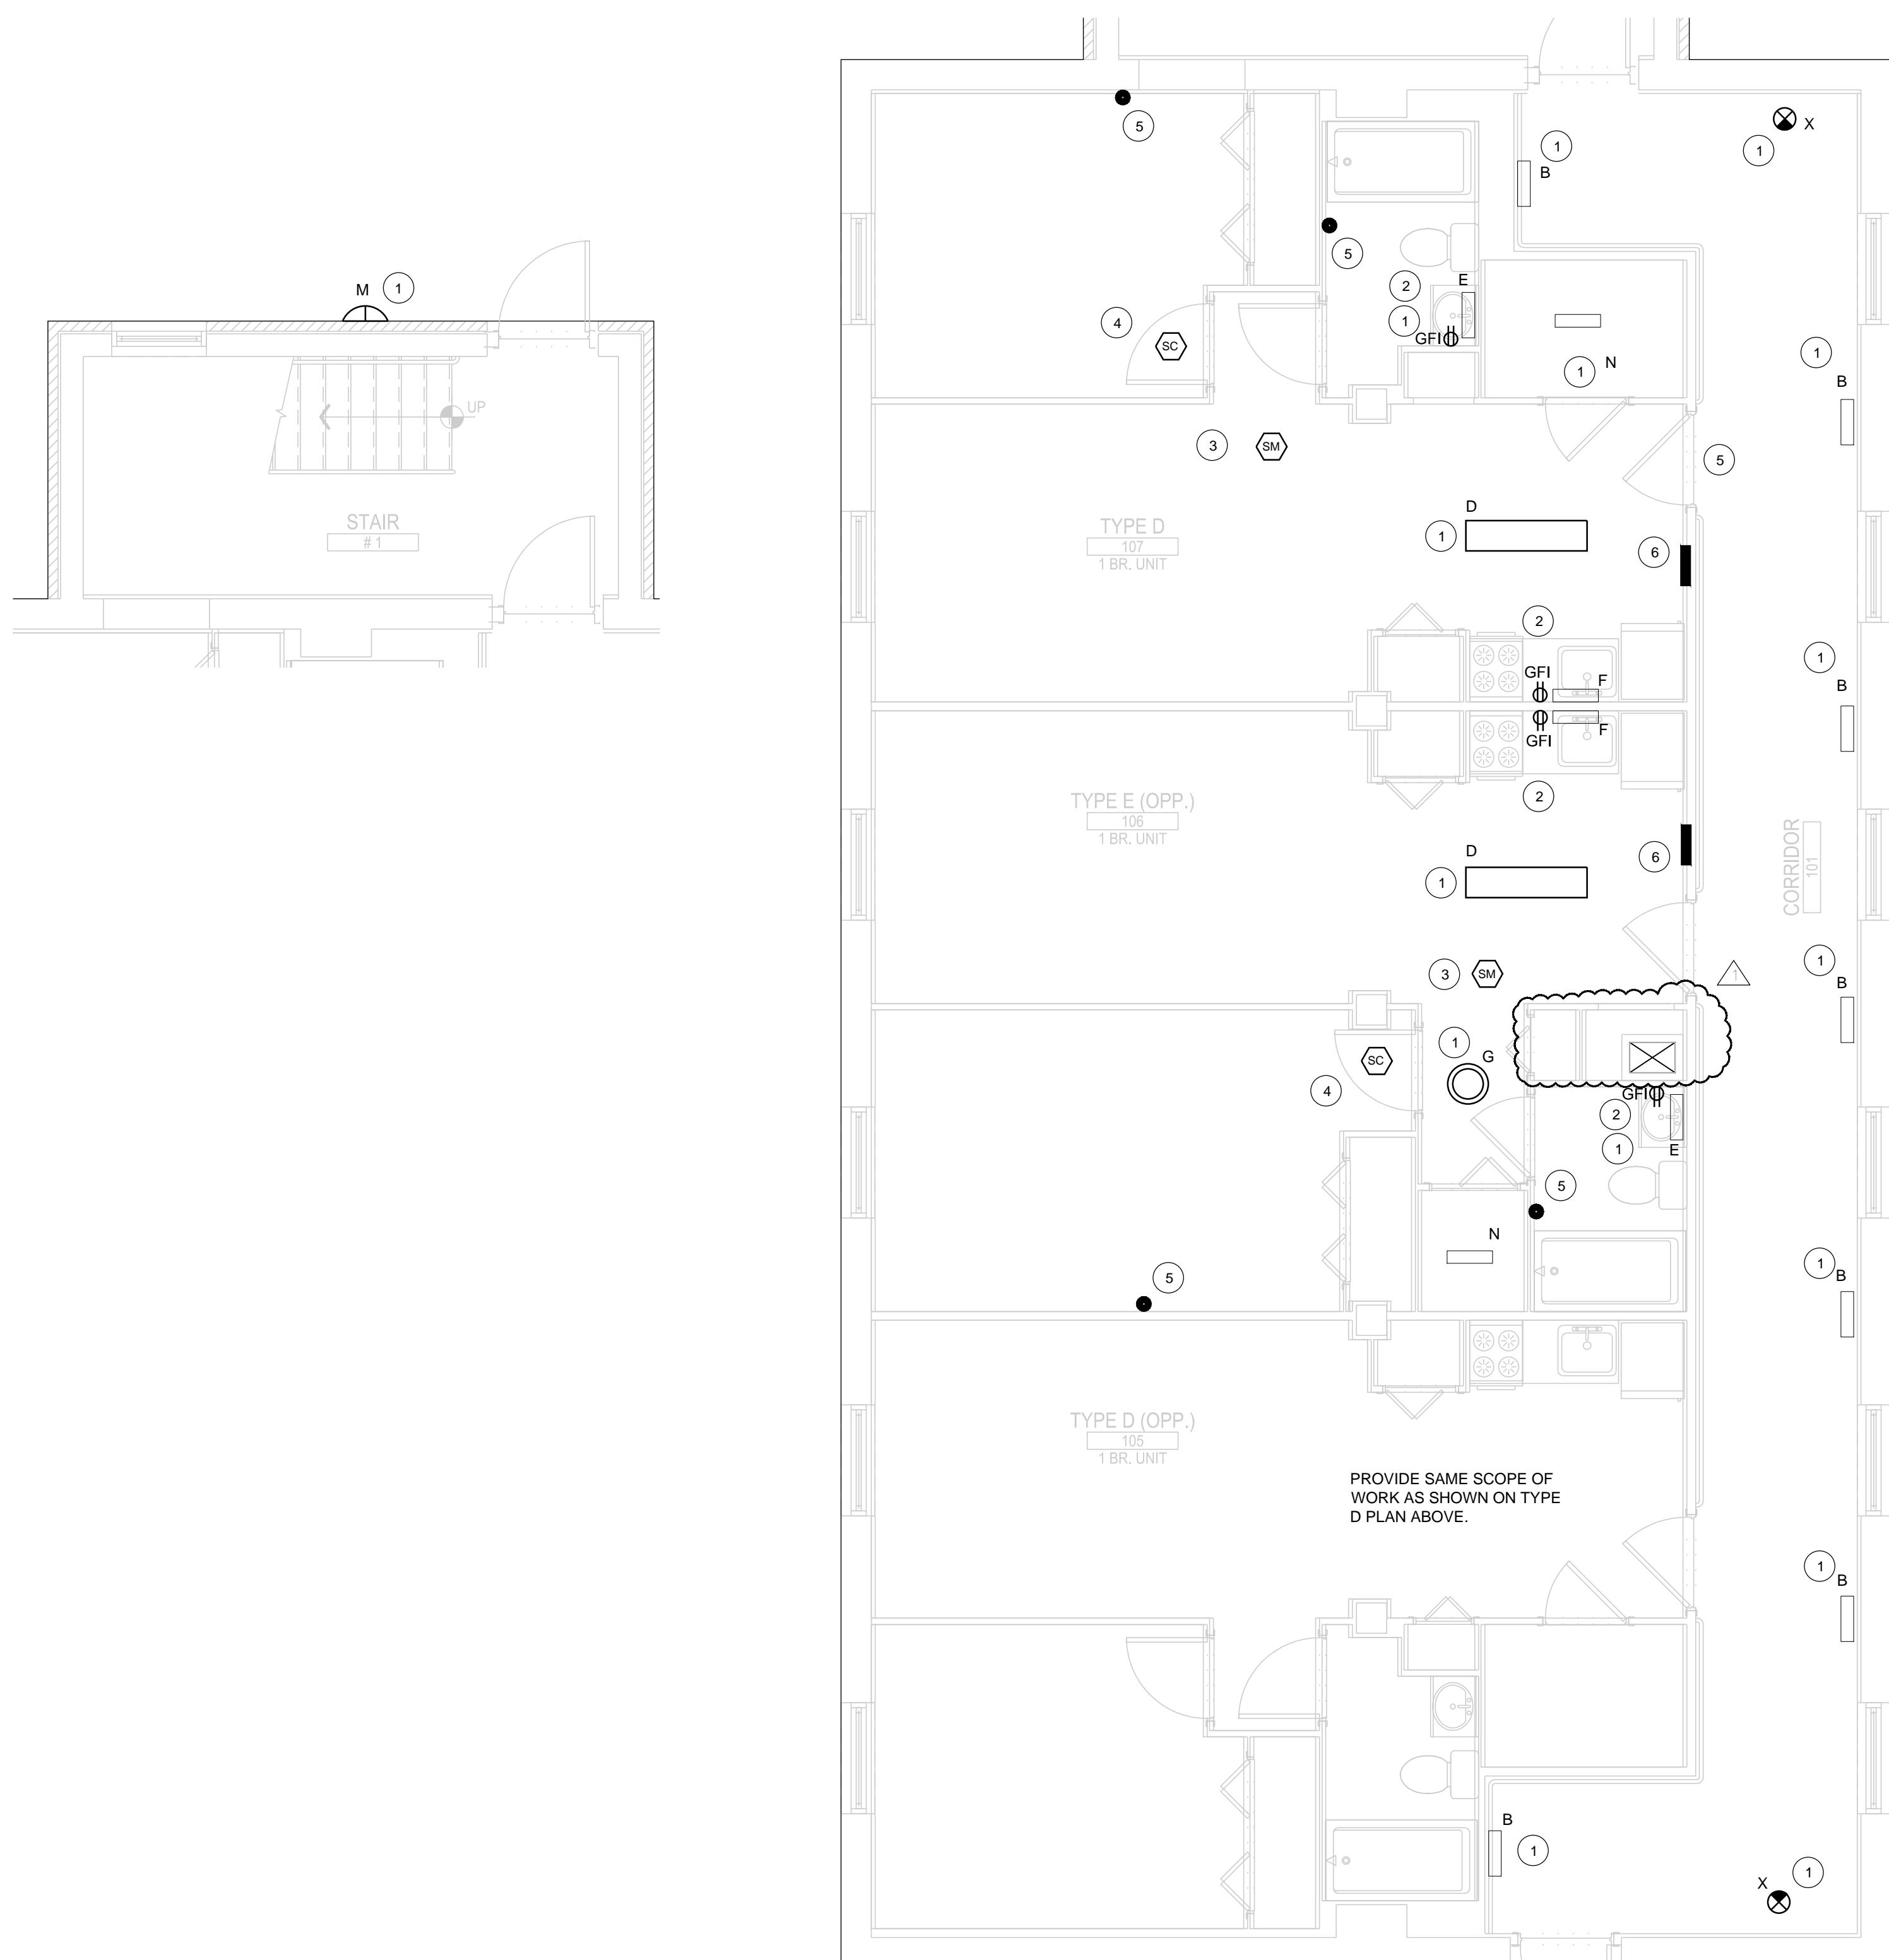 M 1
UP
STAIR
# 1
5
1
B
1
X
5
2
E
1
GFI
4
SC
1
N
1
B
3
SM
5
D
1
TYPE D
107
1 BR. UNIT
6
2
GFI
F
1
B
GFI
F
2
TYPE E (OPP.)
106
1 BR. UNIT
D
1
6
CORRIDOR
101
3
SM
1
1
B
SC
4
1
G
GFI
2
1
E
5
N
5
1
B
TYPE D (OPP.)
105
1 BR. UNIT
PROVIDE SAME SCOPE OF
WORK AS SHOWN ON TYPE
D PLAN ABOVE.
1
B
B
1
X
1